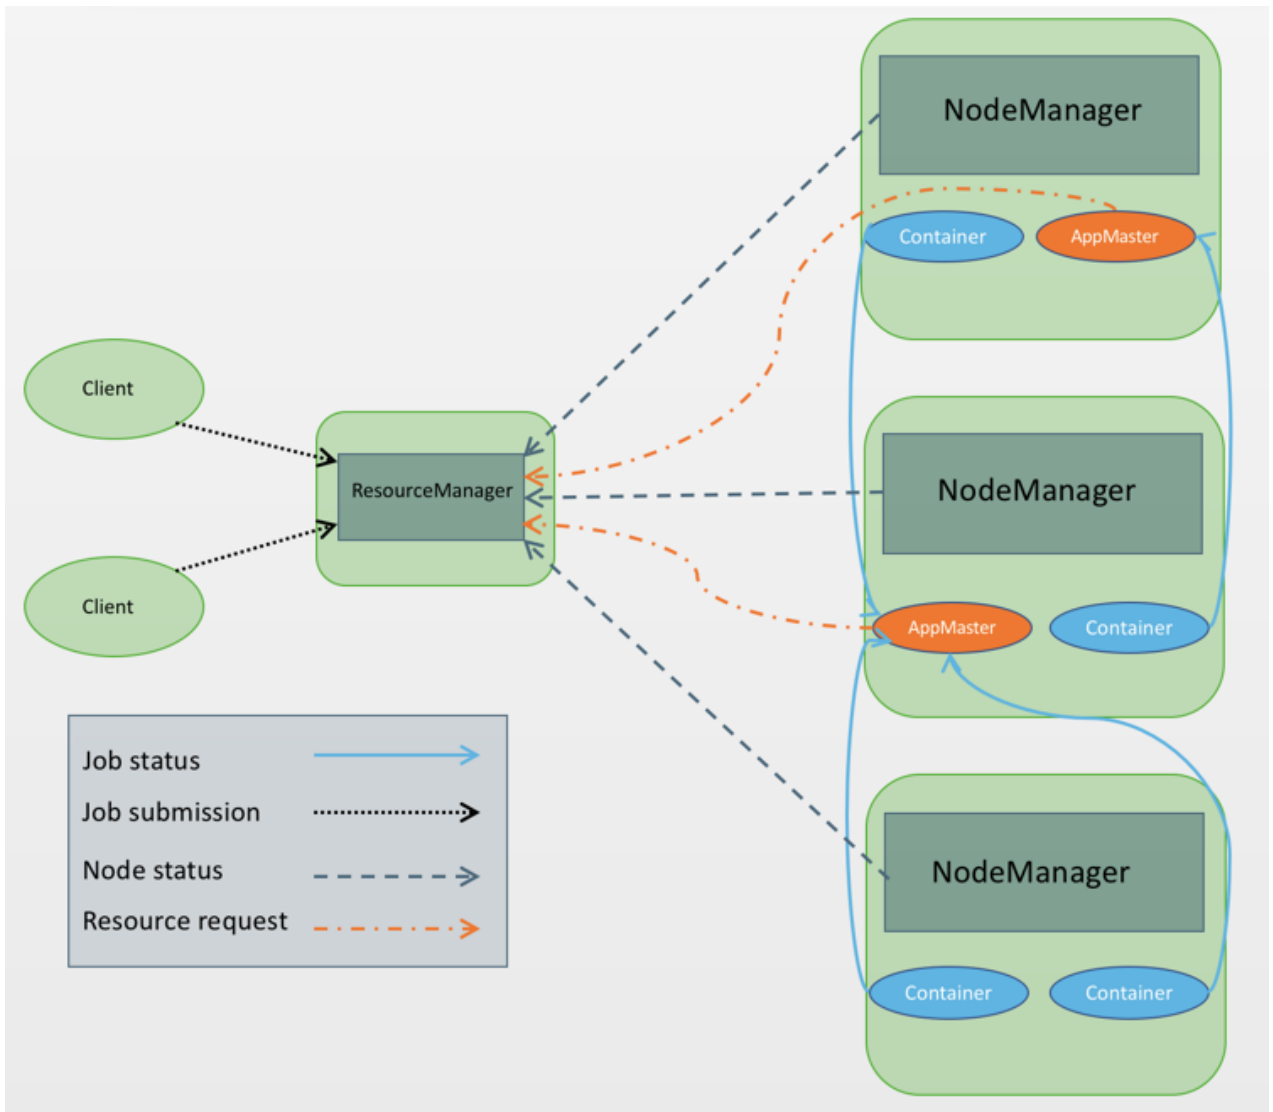 NodeManager
Container
AppMaster
Client
ResourceManager
NodeManager
Client
AppMaster
Container
Job status
Job submission
Node status
Resource request
NodeManager
Container
Container